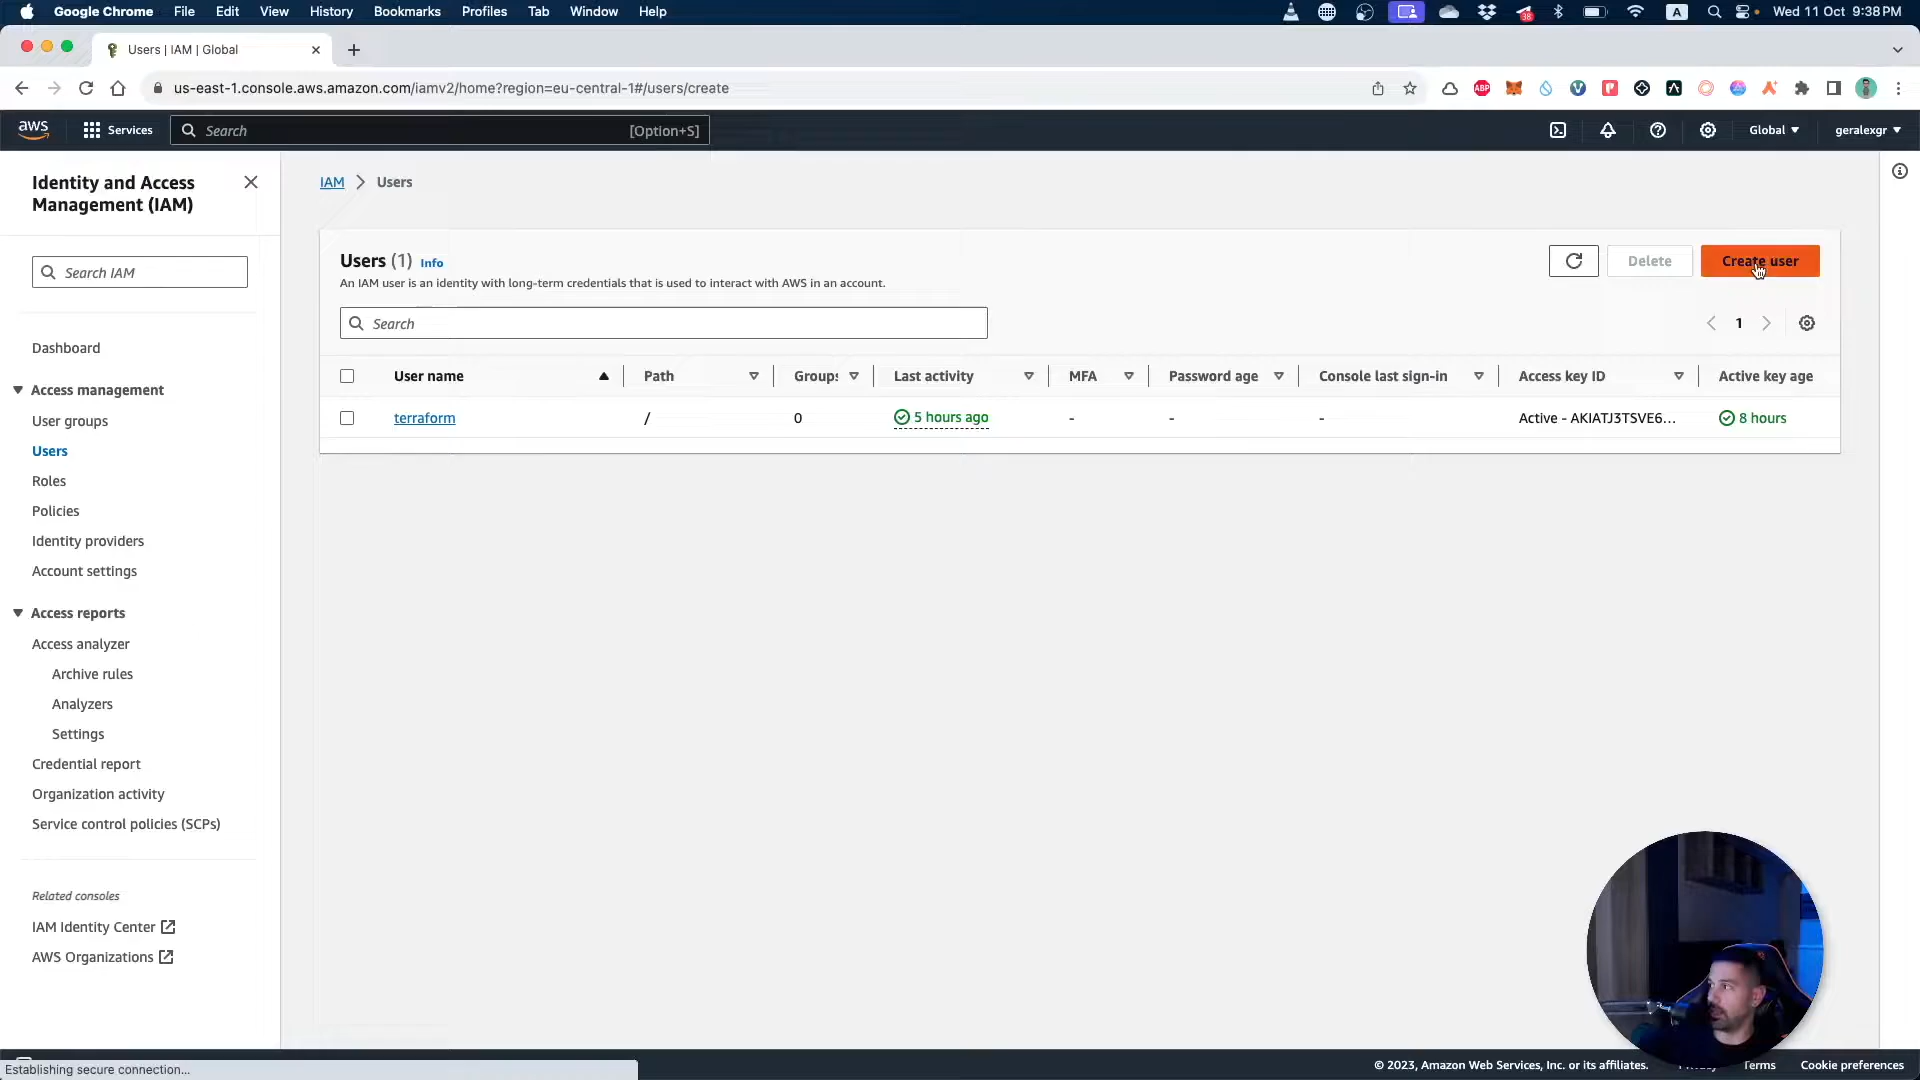 Google Chrome File Edit View History Bookmarks Profiles Tab Window Help
38 A Wed 11 Oct 9:38 PM
Users | IAM | Global
us-east-1.console.aws.amazon.com/iamv2/home?region=eu-central-1#/users/create
ABP
aws Services Search [Option+S] Global geralexgr
Identity and Access
Management (IAM)
Search IAM
Dashboard
Access management
User groups
Users
Roles
Policies
Identity providers
Account settings
Access reports
Access analyzer
Archive rules
Analyzers
Settings
Credential report
Organization activity
Service control policies (SCPs)
Related consoles
IAM Identity Center
AWS Organizations
IAM Users
Users (1) Info
An IAM user is an identity with long-term credentials that is used to interact with AWS in an account.
Delete Create user
Search
1
User name Path Groups Last activity MFA Password age Console last sign-in Access key ID Active key age
terraform / 0 5 hours ago - - - Active - AKIATJ3TSVE6... 8 hours
Establishing secure connection...
© 2023, Amazon Web Services, Inc. or its affiliates. Terms Cookie preferences